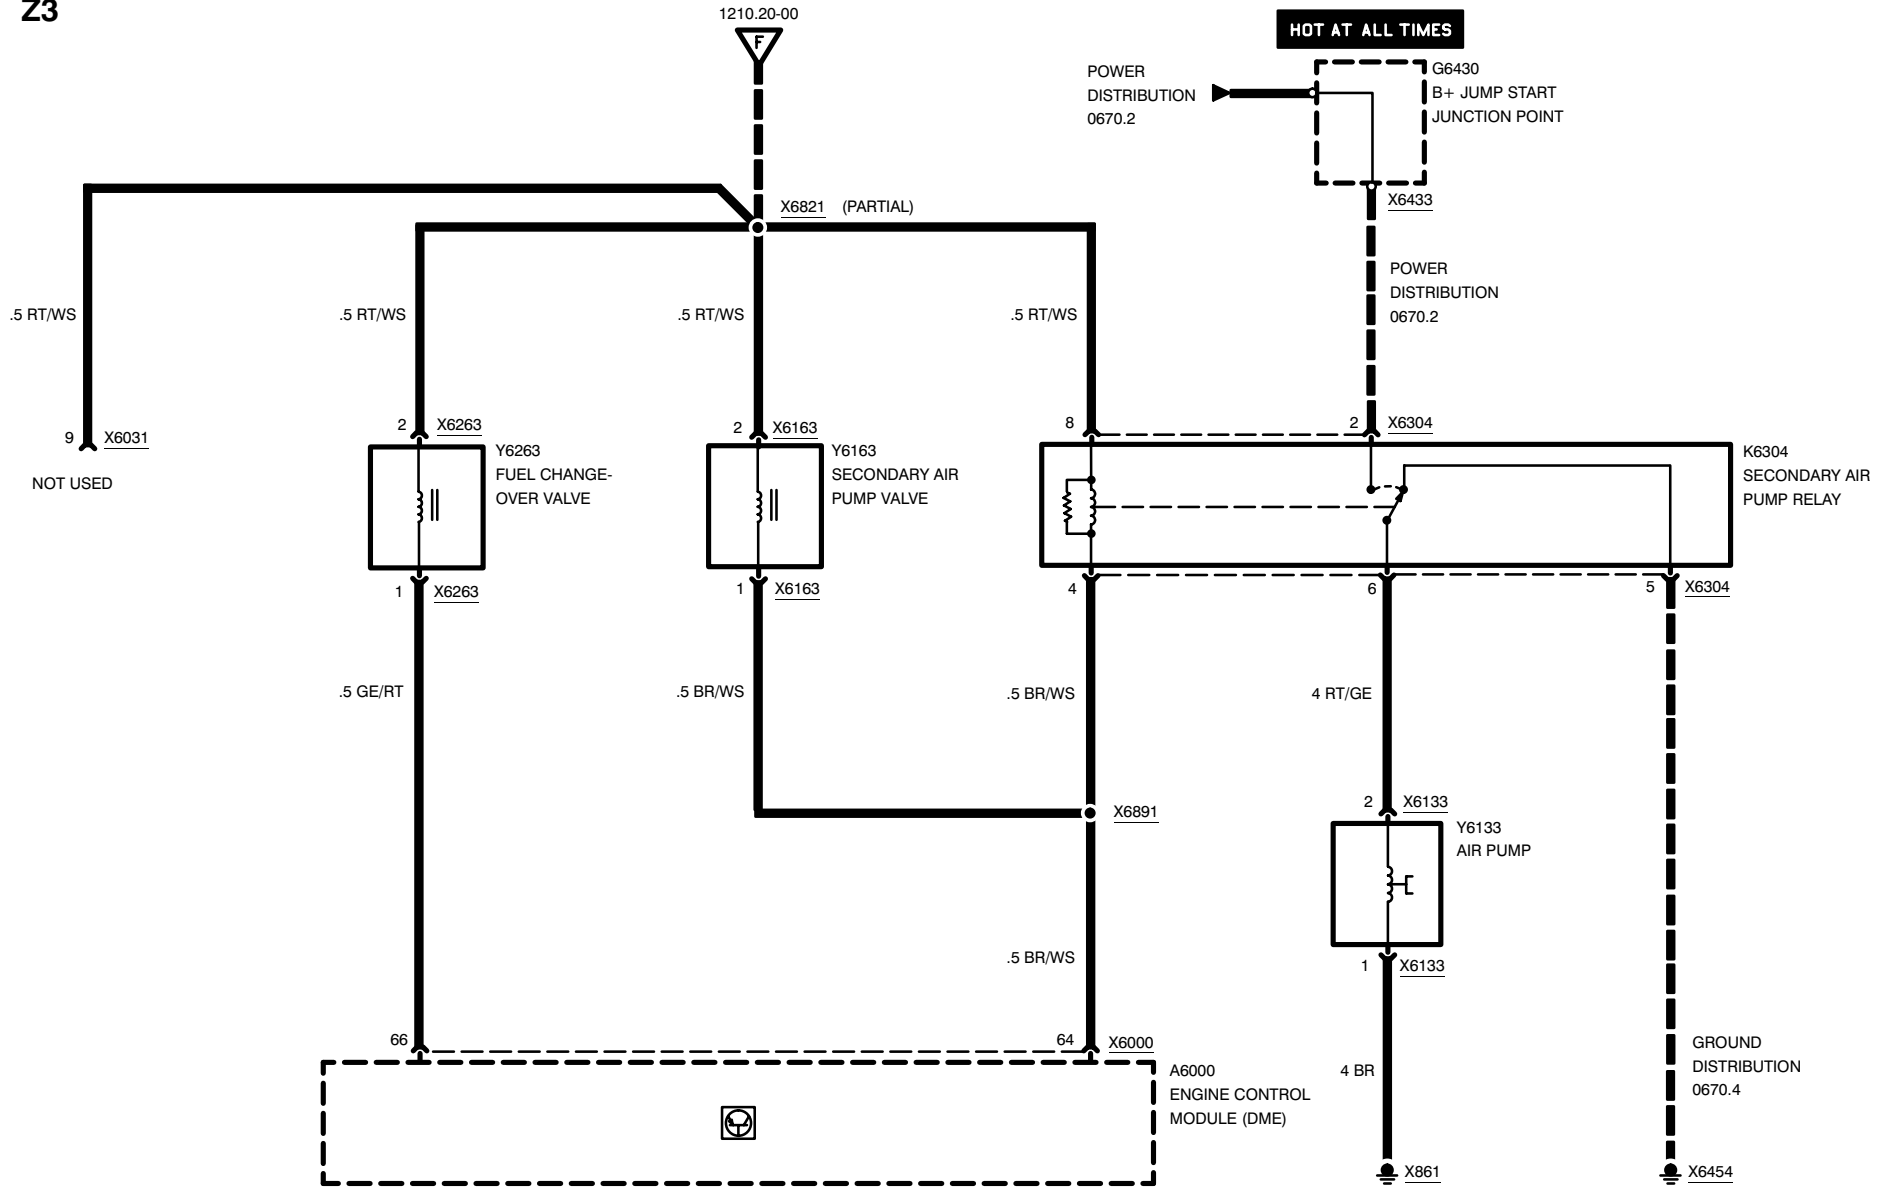 Z3
1210.20-00
F
HOT AT ALL TIMES
POWER
DISTRIBUTION
0670.2
G6430
B+ JUMP START
JUNCTION POINT
X6821 (PARTIAL)
X6433
POWER
DISTRIBUTION
0670.2
.5 RT/WS
.5 RT/WS
.5 RT/WS
.5 RT/WS
9 X6031
NOT USED
2 X6263
Y6263
FUEL CHANGE-
OVER VALVE
2 X6163
Y6163
SECONDARY AIR
PUMP VALVE
8
2 X6304
K6304
SECONDARY AIR
PUMP RELAY
1 X6263
1 X6163
4
6
5 X6304
.5 GE/RT
.5 BR/WS
.5 BR/WS
4 RT/GE
X6891
2 X6133
Y6133
AIR PUMP
.5 BR/WS
1 X6133
66
64 X6000
A6000
ENGINE CONTROL
MODULE (DME)
4 BR
GROUND
DISTRIBUTION
0670.4
X861
X6454